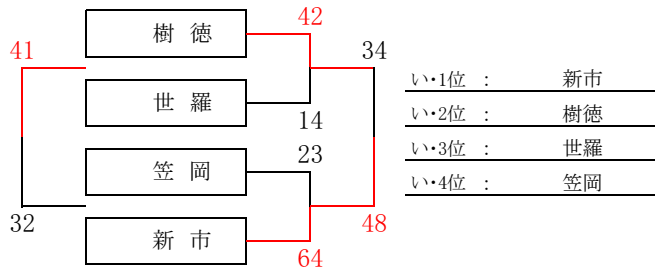 42
樹 徳
41
34
世 羅
14
い・1位 : 新市
い・2位 : 樹徳
い・3位 : 世羅
い・4位 : 笠岡
23
笠 岡
32
48
新 市
64